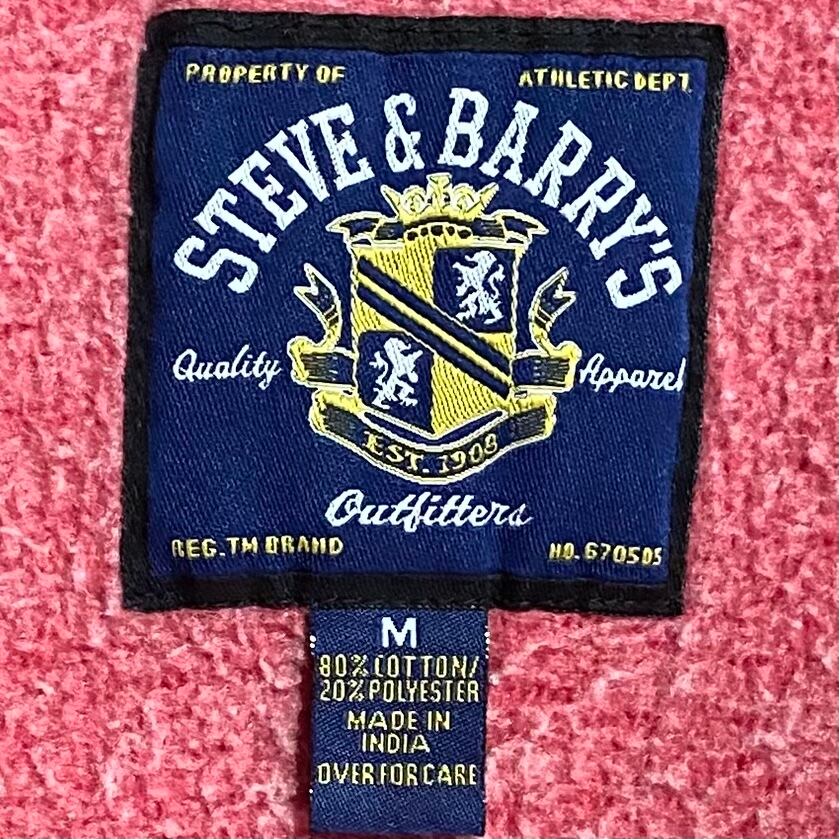 PROPERTY OF ATHLETIC DEPT.
STEVE & BARRY'S
Quality Apparel
EST. 1908
Outfitters
REG. TM BRAND NO. 670505
M
80% COTTON/
20% POLYESTER
MADE IN
INDIA
OVER FOR CARE